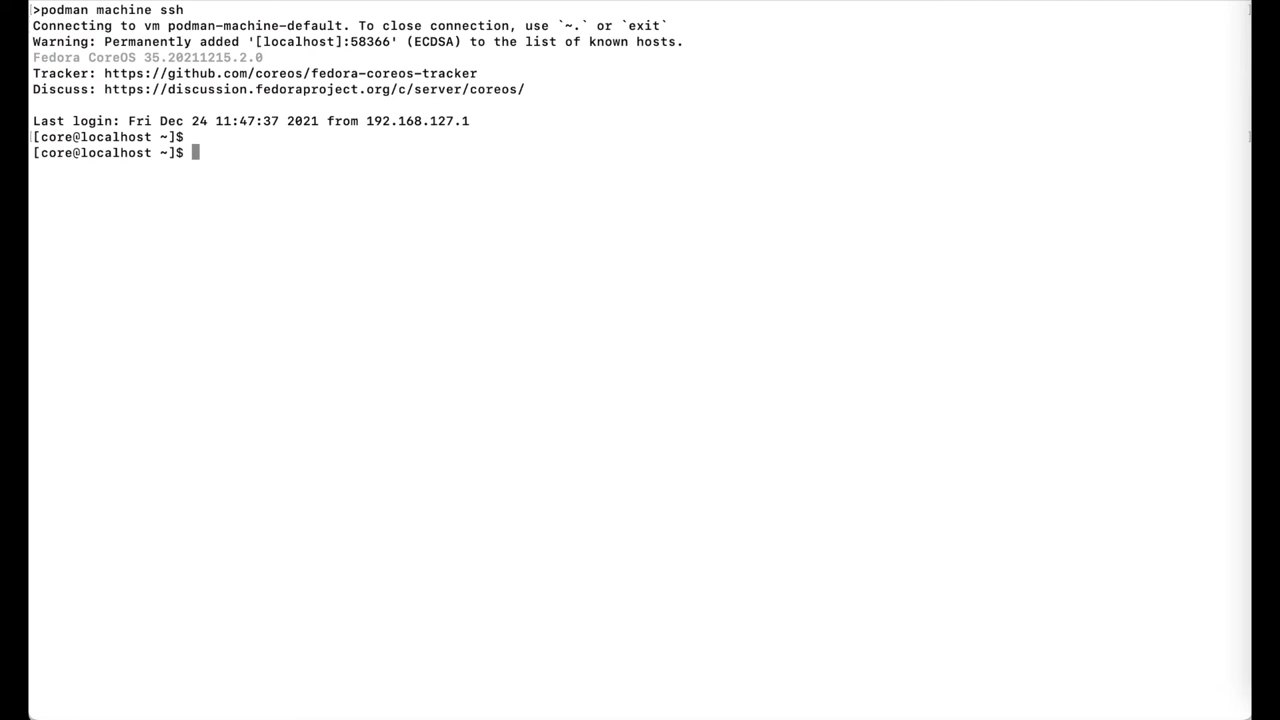 >podman machine ssh
Connecting to vm podman-machine-default. To close connection, use `~.` or `exit`
Warning: Permanently added '[localhost]:58366' (ECDSA) to the list of known hosts.
Fedora CoreOS 35.20211215.2.0
Tracker: https://github.com/coreos/fedora-coreos-tracker
Discuss: https://discussion.fedoraproject.org/c/server/coreos/
Last login: Fri Dec 24 11:47:37 2021 from 192.168.127.1
[core@localhost ~]$
[core@localhost ~]$